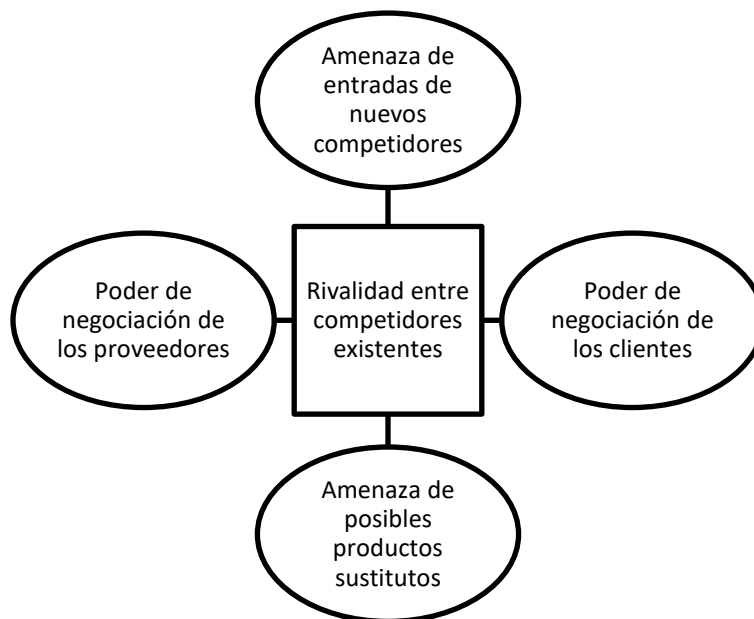 Amenaza de
entradas de
nuevos
competidores
Poder de
negociación de
los proveedores
Rivalidad entre
competidores
existentes
Poder de
negociación de
los clientes
Amenaza de
posibles
productos
sustitutos